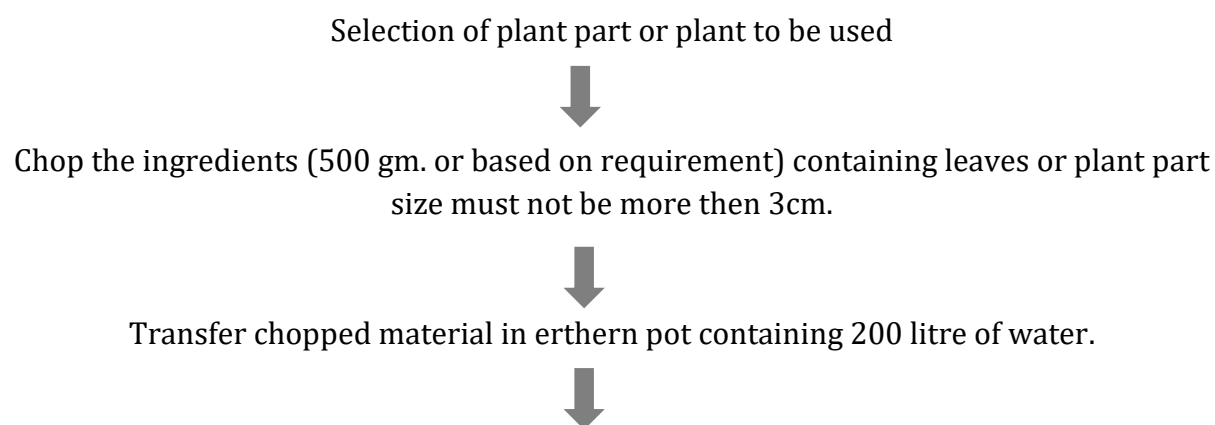 Selection of plant part or plant to be used
Chop the ingredients (500 gm. or based on requirement) containing leaves or plant part
size must not be more then 3cm.
Transfer chopped material in erthern pot containing 200 litre of water.